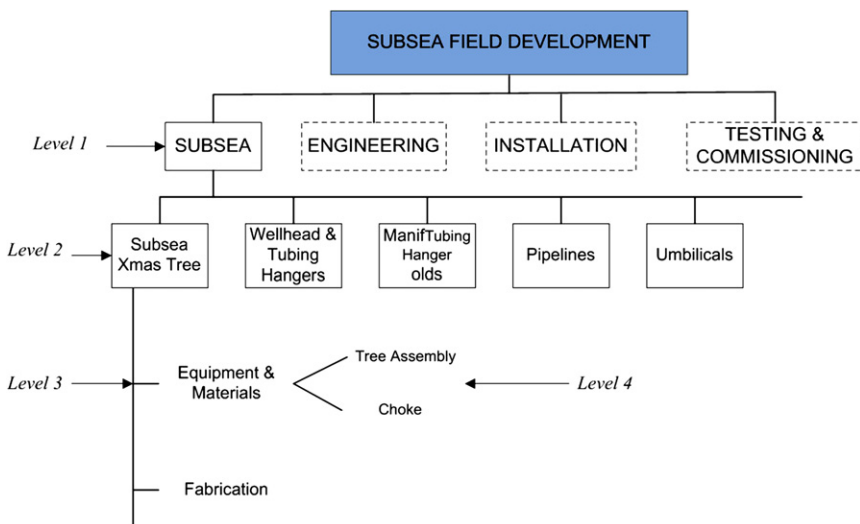 SUBSEA FIELD DEVELOPMENT
Level 1
SUBSEA
ENGINEERING
INSTALLATION
TESTING &
COMMISSIONING
Level 2
Subsea
Xmas Tree
Wellhead &
Tubing
Hangers
ManifTubing
Hanger
olds
Pipelines
Umbilicals
Level 3
Equipment &
Materials
Tree Assembly
Choke
Level 4
Fabrication